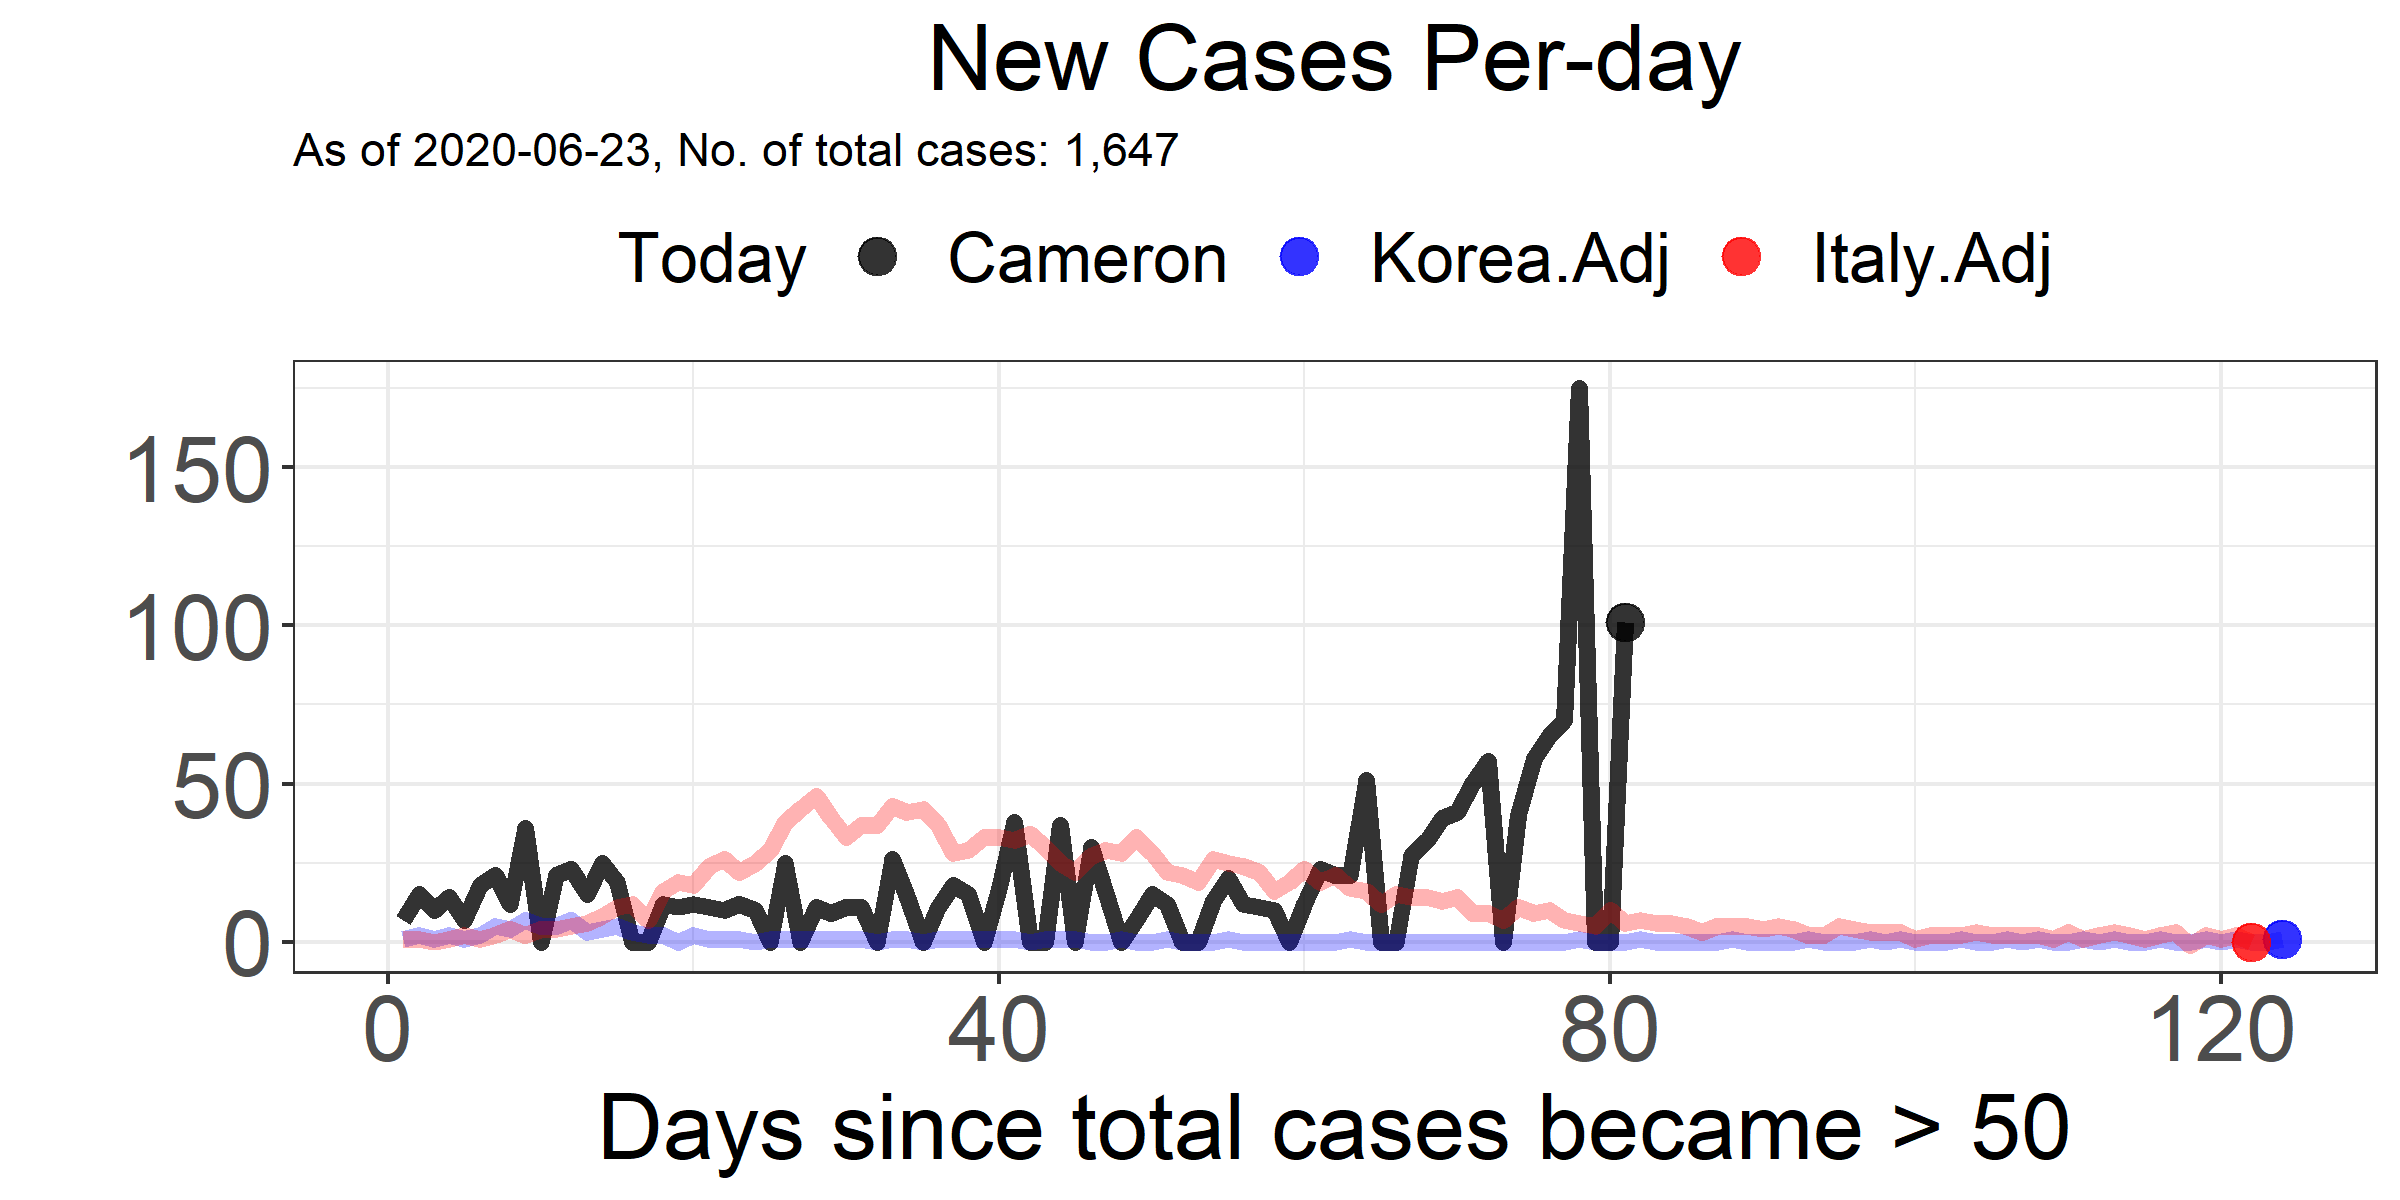 New Cases Per-day
As of 2020-06-23, No. of total cases: 1,647
Today Cameron Korea.Adj Italy.Adj
150
100
50
0
0 40 80 120
Days since total cases became > 50